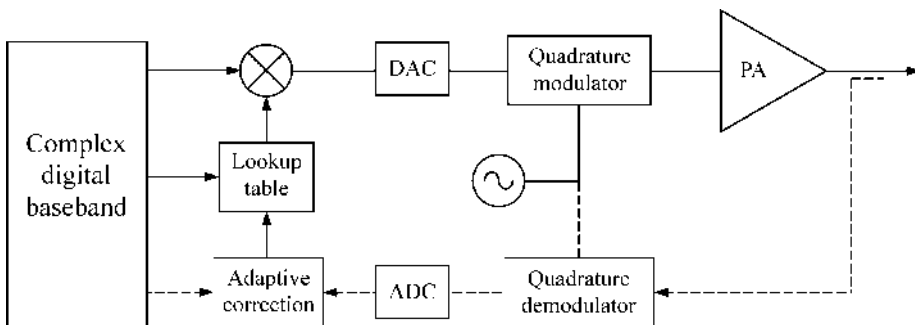 Complex
digital
baseband
DAC
Quadrature
modulator
PA
Lookup
table
Adaptive
correction
ADC
Quadrature
demodulator